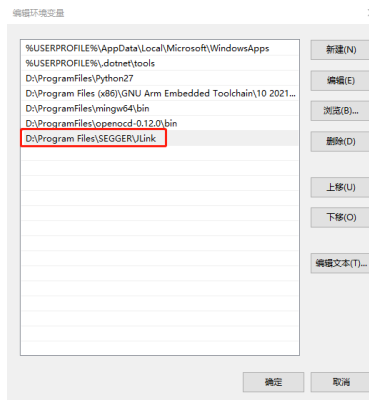 编辑环境变量
%USERPROFILE%\AppData\Local\Microsoft\WindowsApps
%USERPROFILE%\.dotnet\tools
D:\ProgramFiles\Python27
D:\Program Files (x86)\GNU Arm Embedded Toolchain\10 2021...
D:\ProgramFiles\mingw64\bin
D:\ProgramFiles\openocd-0.12.0\bin
D:\Program Files\SEGGER\JLink
新建(N)
编辑(E)
浏览(B)...
删除(D)
上移(U)
下移(O)
编辑文本(T)...
确定
取消